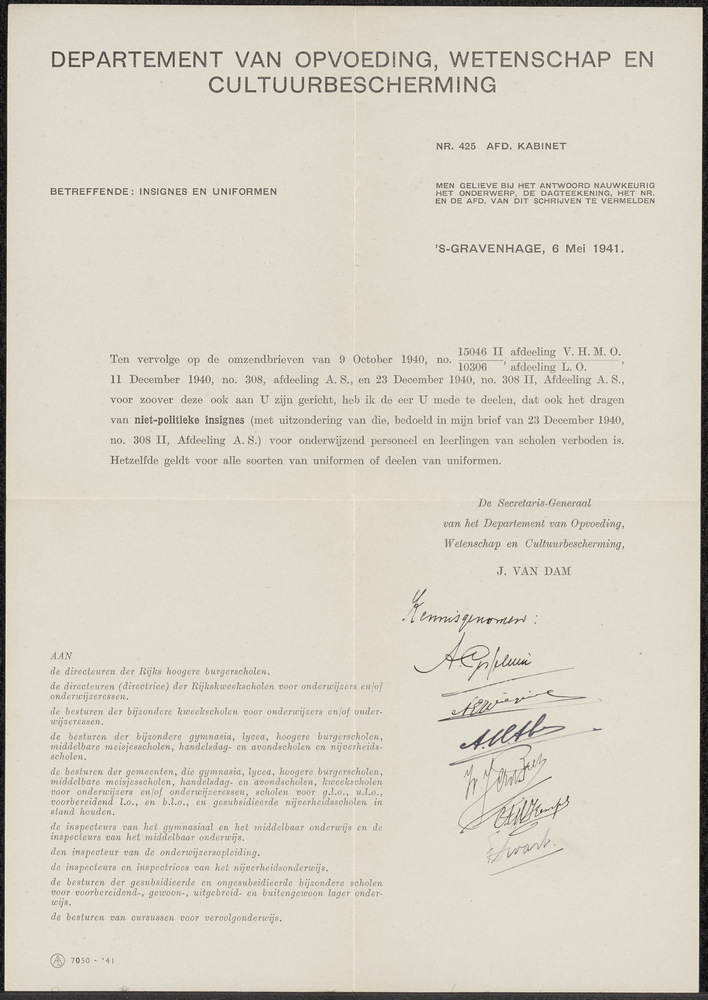 DEPARTEMENT VAN OPVOEDING, WETENSCHAP EN
CULTUURBESCHERMING
NR. 425 AFD. KABINET
BETREFFENDE: INSIGNES EN UNIFORMEN
MEN GELIEVE BIJ HET ANTWOORD NAUWKEURIG
HET ONDERWERP, DE DAGTEEKENING, HET NR.
EN DE AFD. VAN DIT SCHRIJVEN TE VERMELDEN
'S-GRAVENHAGE, 6 Mei 1941.
Ten vervolge op de omzendbrieven van 9 October 1940, no. 15046 II / 10306, afdeeling V. H. M. O. / afdeeling L. O.,
11 December 1940, no. 308, afdeeling A. S., en 23 December 1940, no. 308 II, Afdeeling A. S.,
voor zoover deze ook aan U zijn gericht, heb ik de eer U mede te deelen, dat ook het dragen
van niet-politieke insignes (met uitzondering van die, bedoeld in mijn brief van 23 December 1940,
no. 308 II, Afdeeling A. S.) voor onderwijzend personeel en leerlingen van scholen verboden is.
Hetzelfde geldt voor alle soorten van uniformen of deelen van uniformen.
De Secretaris-Generaal
van het Departement van Opvoeding,
Wetenschap en Cultuurbescherming,
J. VAN DAM
Kennisgenomen:
AAN
de directeuren der Rijks hoogere burgerscholen.
de directeuren (directrice) der Rijkskweekscholen voor onderwijzers en/of
onderwijzeressen.
de besturen der bijzondere kweekscholen voor onderwijzers en/of onder-
wijzeressen.
de besturen der bijzondere gymnasia, lycea, hoogere burgerscholen,
middelbare meisjesscholen, handelsdag- en avondscholen en nijverheids-
scholen.
de besturen der gemeenten, die gymnasia, lycea, hoogere burgerscholen,
middelbare meisjesscholen, handelsdag- en avondscholen, kweekscholen
voor onderwijzers en/of onderwijzeressen, scholen voor g.l.o., u.l.o.,
voorbereidend l.o., en b.l.o., en gesubsidieerde nijverheidsscholen in
stand houden.
de inspecteurs van het gymnasiaal en het middelbaar onderwijs en de
inspecteurs van het middelbaar onderwijs.
den inspecteur van de onderwijzersopleiding.
de inspecteurs en inspectrices van het nijverheidsonderwijs.
de besturen der gesubsidieerde en ongesubsidieerde bijzondere scholen
voor voorbereidend-, gewoon-, uitgebreid- en buitengewoon lager onder-
wijs.
de besturen van cursussen voor vervolgonderwijs.
7050 - '41